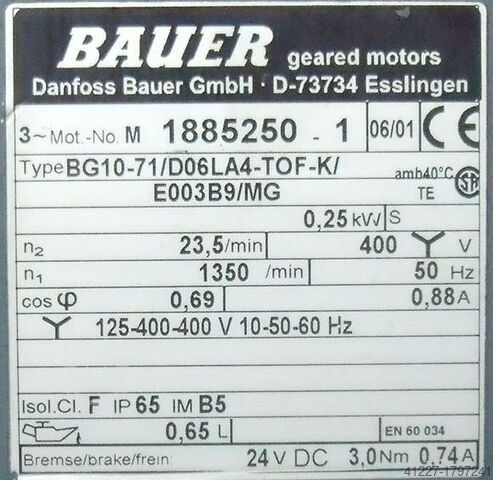 BAUER geared motors
Danfoss Bauer GmbH · D-73734 Esslingen
3~Mot.-No. M 1885250 - 1 06/01 CE
Type BG10-71/D06LA4-TOF-K/ amb40°C SA
E003B9/MG TE
0,25 kW S
n2 23,5/min 400 Y V
n1 1350 /min 50 Hz
cos φ 0,69 0,88 A
Y 125-400-400 V 10-50-60 Hz
Isol.Cl. F IP 65 IM B5
0,65 L EN 60 034
Bremse/brake/frein 24 V DC 3,0 Nm 0,74 A
41227-1797241